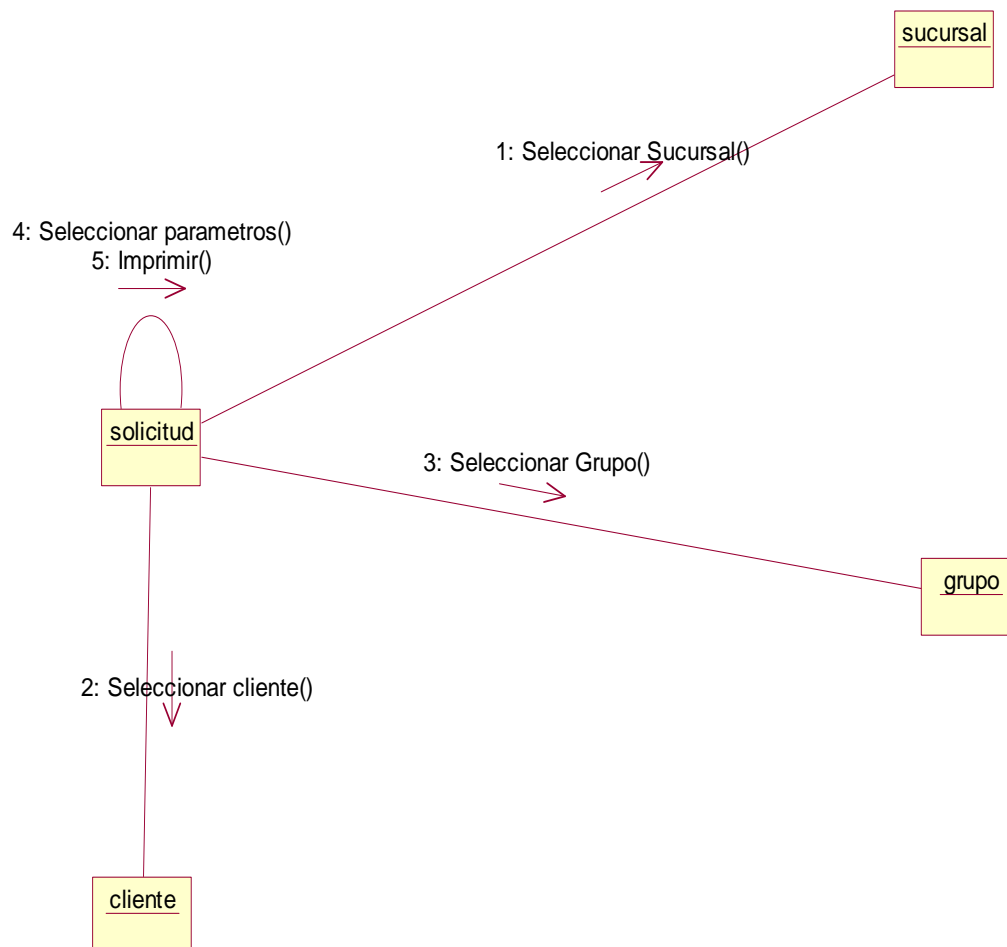 sucursal
1: Seleccionar Sucursal()
4: Seleccionar parametros()
5: Imprimir()
solicitud
3: Seleccionar Grupo()
grupo
2: Seleccionar cliente()
cliente